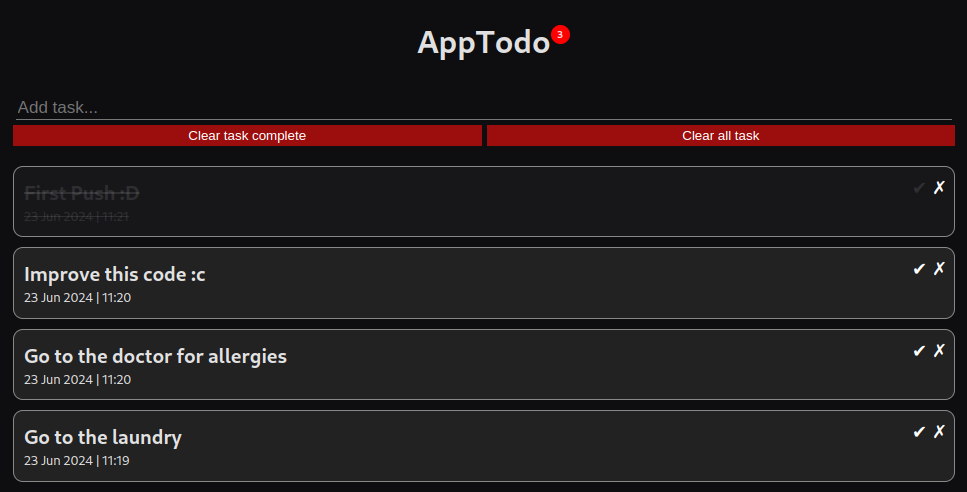 AppTodo 3
Add task...
Clear task complete Clear all task
First Push :D ✔ ✗
23 Jun 2024 | 11:21
Improve this code :c ✔ ✗
23 Jun 2024 | 11:20
Go to the doctor for allergies ✔ ✗
23 Jun 2024 | 11:20
Go to the laundry ✔ ✗
23 Jun 2024 | 11:19